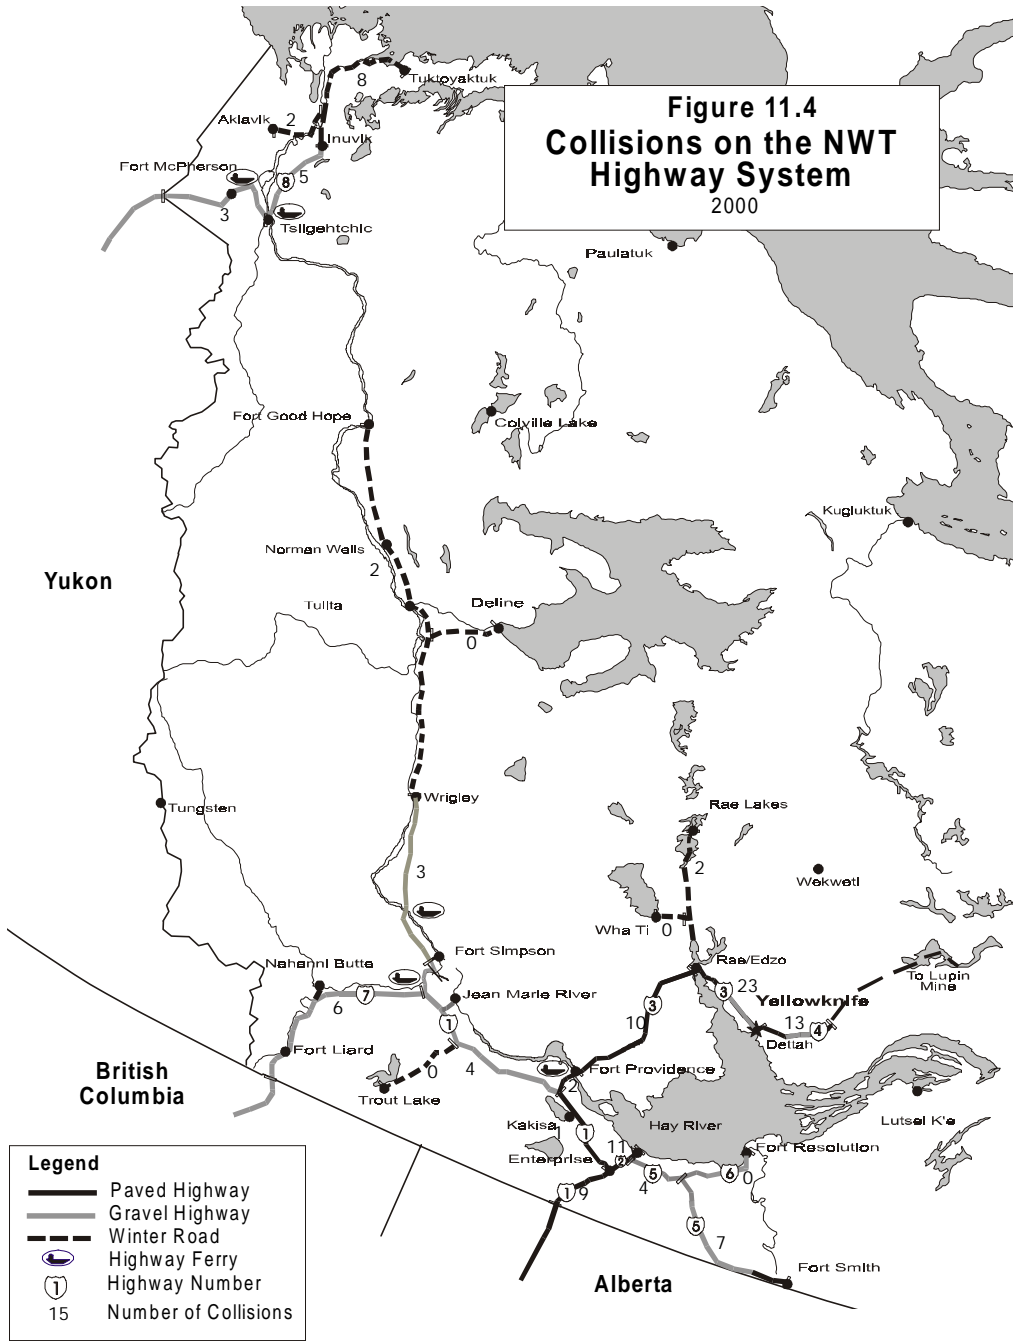 Figure 11.4
Collisions on the NWT
Highway System
2000
Tuktoyaktuk
8
Aklavik
2
Inuvik
Fort McPherson
8
5
3
Tsiigehtchic
Paulatuk
Fort Good Hope
Colville Lake
Kugluktuk
Norman Wells
2
Yukon
Tulita
Deline
0
Wrigley
Tungsten
Rae Lakes
2
3
Wekweti
Wha Ti
0
Fort Simpson
Rae/Edzo
Nahanni Butte
To Lupin
Mine
7
6
Jean Marie River
3
23
Yellowknife
3
10
13
4
Dettah
1
Fort Liard
0
4
British
Columbia
Trout Lake
Fort Providence
2
Kakisa
1
1
Hay River
Lutsel K'e
Enterprise
11
2
Fort Resolution
5
4
6
0
1
9
5
7
Fort Smith
Alberta
Legend
Paved Highway
Gravel Highway
Winter Road
Highway Ferry
1 Highway Number
15 Number of Collisions